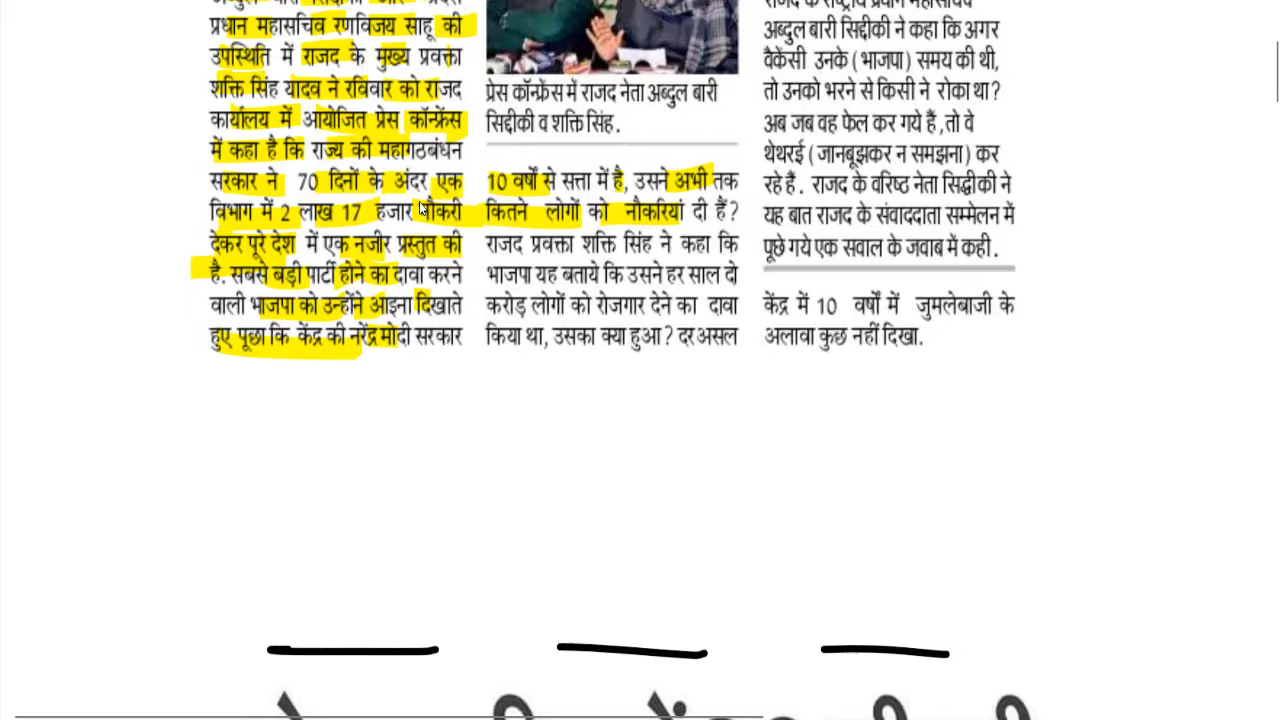 प्रधान महासचिव रणविजय साहू की
उपस्थिति में राजद के मुख्य प्रवक्ता
शक्ति सिंह यादव ने रविवार को राजद
कार्यालय में आयोजित प्रेस कॉन्फ्रेंस
में कहा है कि राज्य की महागठबंधन
सरकार ने 70 दिनों के अंदर एक
विभाग में 2 लाख 17 हजार नौकरी
देकर पूरे देश में एक नजीर प्रस्तुत की
है. सबसे बड़ी पार्टी होने का दावा करने
वाली भाजपा को उन्होंने आइना दिखाते
हुए पूछा कि केंद्र की नरेंद्र मोदी सरकार
प्रेस कॉन्फ्रेंस में राजद नेता अब्दुल बारी
सिद्दीकी व शक्ति सिंह.
10 वर्षों से सत्ता में है, उसने अभी तक
कितने लोगों को नौकरियां दी हैं?
राजद प्रवक्ता शक्ति सिंह ने कहा कि
भाजपा यह बताये कि उसने हर साल दो
करोड़ लोगों को रोजगार देने का दावा
किया था, उसका क्या हुआ? दरअसल
राजद के राष्ट्रीय प्रधान महासचिव
अब्दुल बारी सिद्दीकी ने कहा कि अगर
वैकेंसी उनके (भाजपा) समय की थी,
तो उनको भरने से किसी ने रोका था?
अब जब वह फेल कर गये हैं, तो वे
थेथरई (जानबूझकर न समझना) कर
रहे हैं. राजद के वरिष्ठ नेता सिद्धीकी ने
यह बात राजद के संवाददाता सम्मेलन में
पूछे गये एक सवाल के जवाब में कही.
केंद्र में 10 वर्षों में जुमलेबाजी के
अलावा कुछ नहीं दिखा.